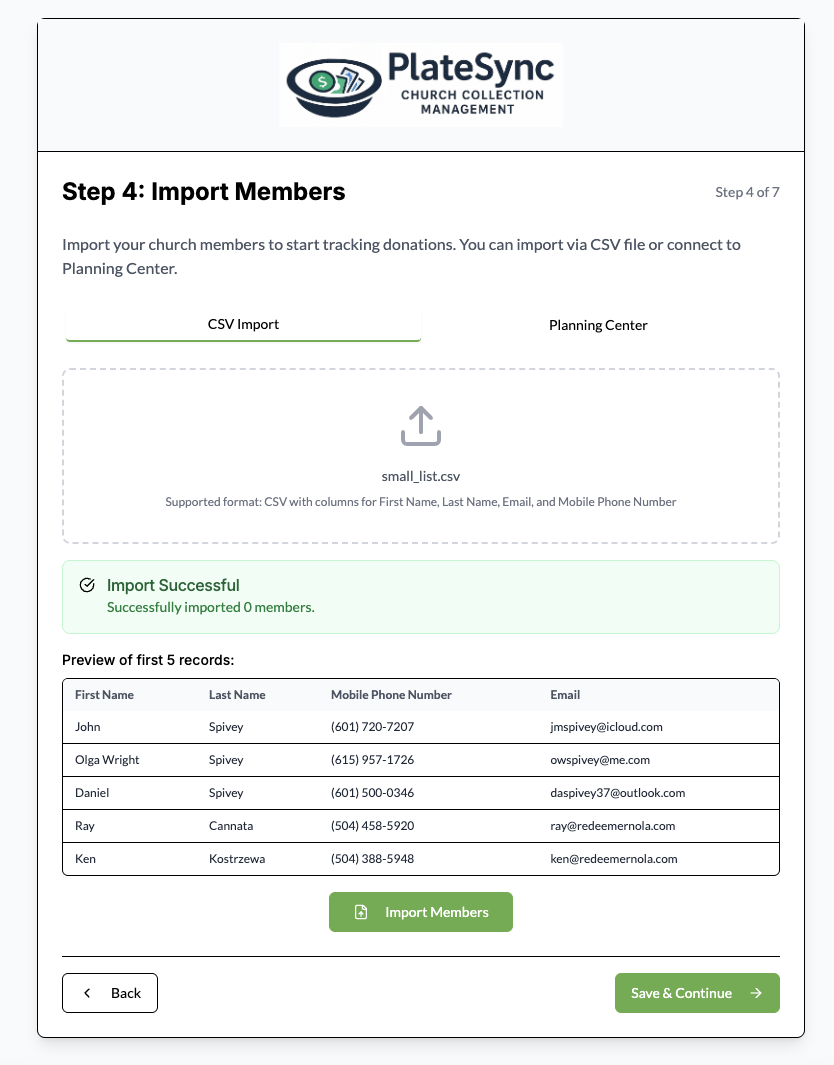 PlateSync
CHURCH COLLECTION
MANAGEMENT
Step 4: Import Members
Step 4 of 7
Import your church members to start tracking donations. You can import via CSV file or connect to
Planning Center.
CSV Import
Planning Center
small_list.csv
Supported format: CSV with columns for First Name, Last Name, Email, and Mobile Phone Number
Import Successful
Successfully imported 0 members.
Preview of first 5 records:
First Name Last Name Mobile Phone Number Email
John Spivey (601) 720-7207 jmspivey@icloud.com
Olga Wright Spivey (615) 957-1726 owspivey@me.com
Daniel Spivey (601) 500-0346 daspivey37@outlook.com
Ray Cannata (504) 458-5920 ray@redeemernola.com
Ken Kostrzewa (504) 388-5948 ken@redeemernola.com
Import Members
Back
Save & Continue